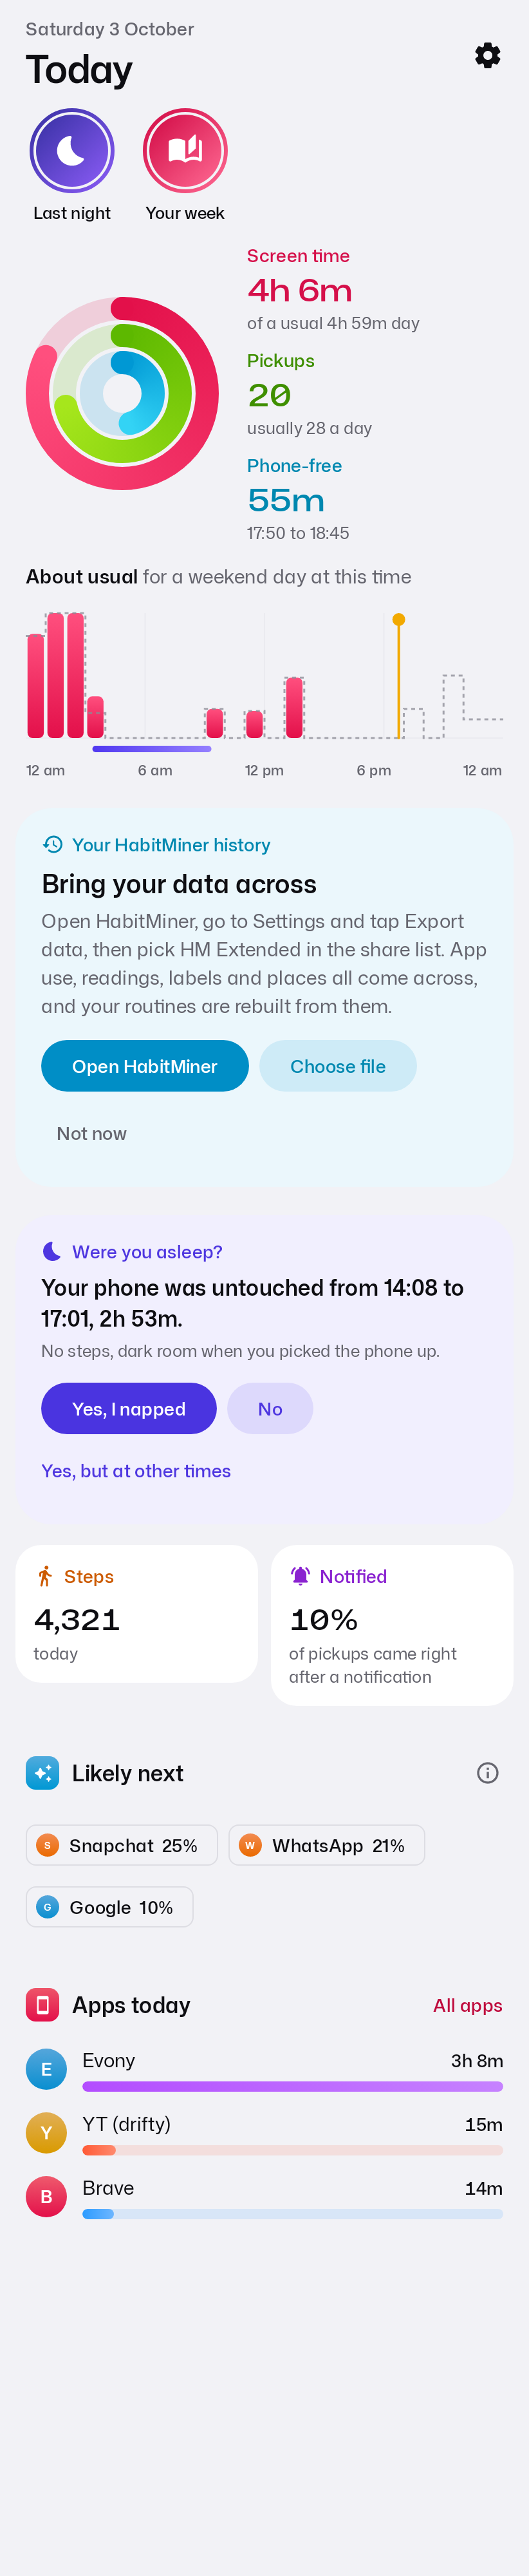 Saturday 3 October
Today
Last night
Your week
Screen time
4h 6m
of a usual 4h 59m day
Pickups
20
usually 28 a day
Phone-free
55m
17:50 to 18:45
About usual for a weekend day at this time
12 am 6 am 12 pm 6 pm 12 am
Your HabitMiner history
Bring your data across
Open HabitMiner, go to Settings and tap Export
data, then pick HM Extended in the share list. App
use, readings, labels and places all come across,
and your routines are rebuilt from them.
Open HabitMiner
Choose file
Not now
Were you asleep?
Your phone was untouched from 14:08 to
17:01, 2h 53m.
No steps, dark room when you picked the phone up.
Yes, I napped
No
Yes, but at other times
Steps
4,321
today
Notified
10%
of pickups came right
after a notification
Likely next
S Snapchat 25%
W WhatsApp 21%
G Google 10%
Apps today
All apps
E Evony 3h 8m
Y YT (drifty) 15m
B Brave 14m